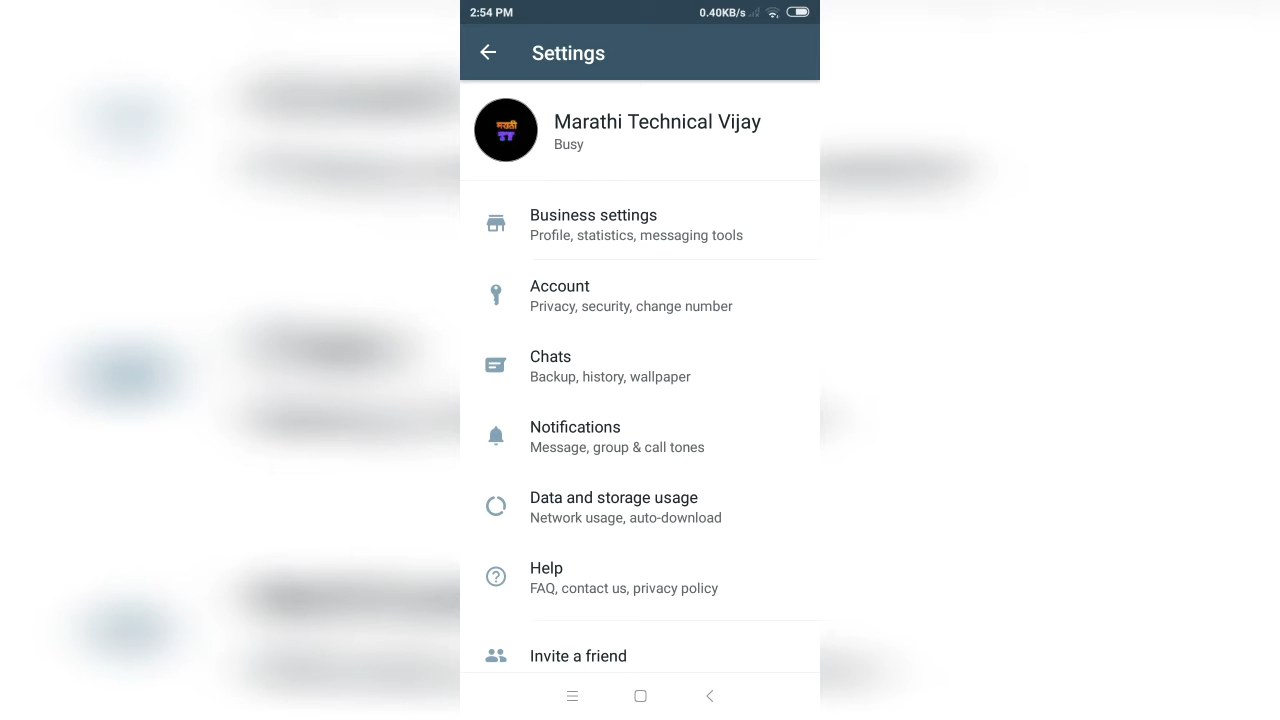 2:54 PM 0.40KB/s
Settings
मराठी
TT
Marathi Technical Vijay
Busy
Business settings
Profile, statistics, messaging tools
Account
Privacy, security, change number
Chats
Backup, history, wallpaper
Notifications
Message, group & call tones
Data and storage usage
Network usage, auto-download
Help
FAQ, contact us, privacy policy
Invite a friend